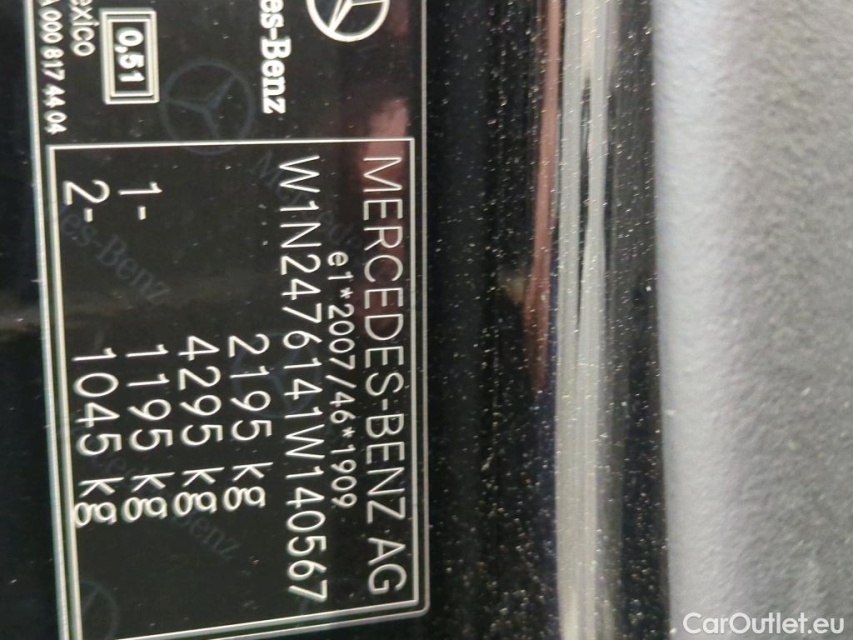 MERCEDES-BENZ AG
e1*2007/46*1909
W1N2476141W140567
2195 kg
4295 kg
1- 1195 kg
2- 1045 kg
es-Benz
0,51
exico
A 000 817 44 04
CarOutlet.eu